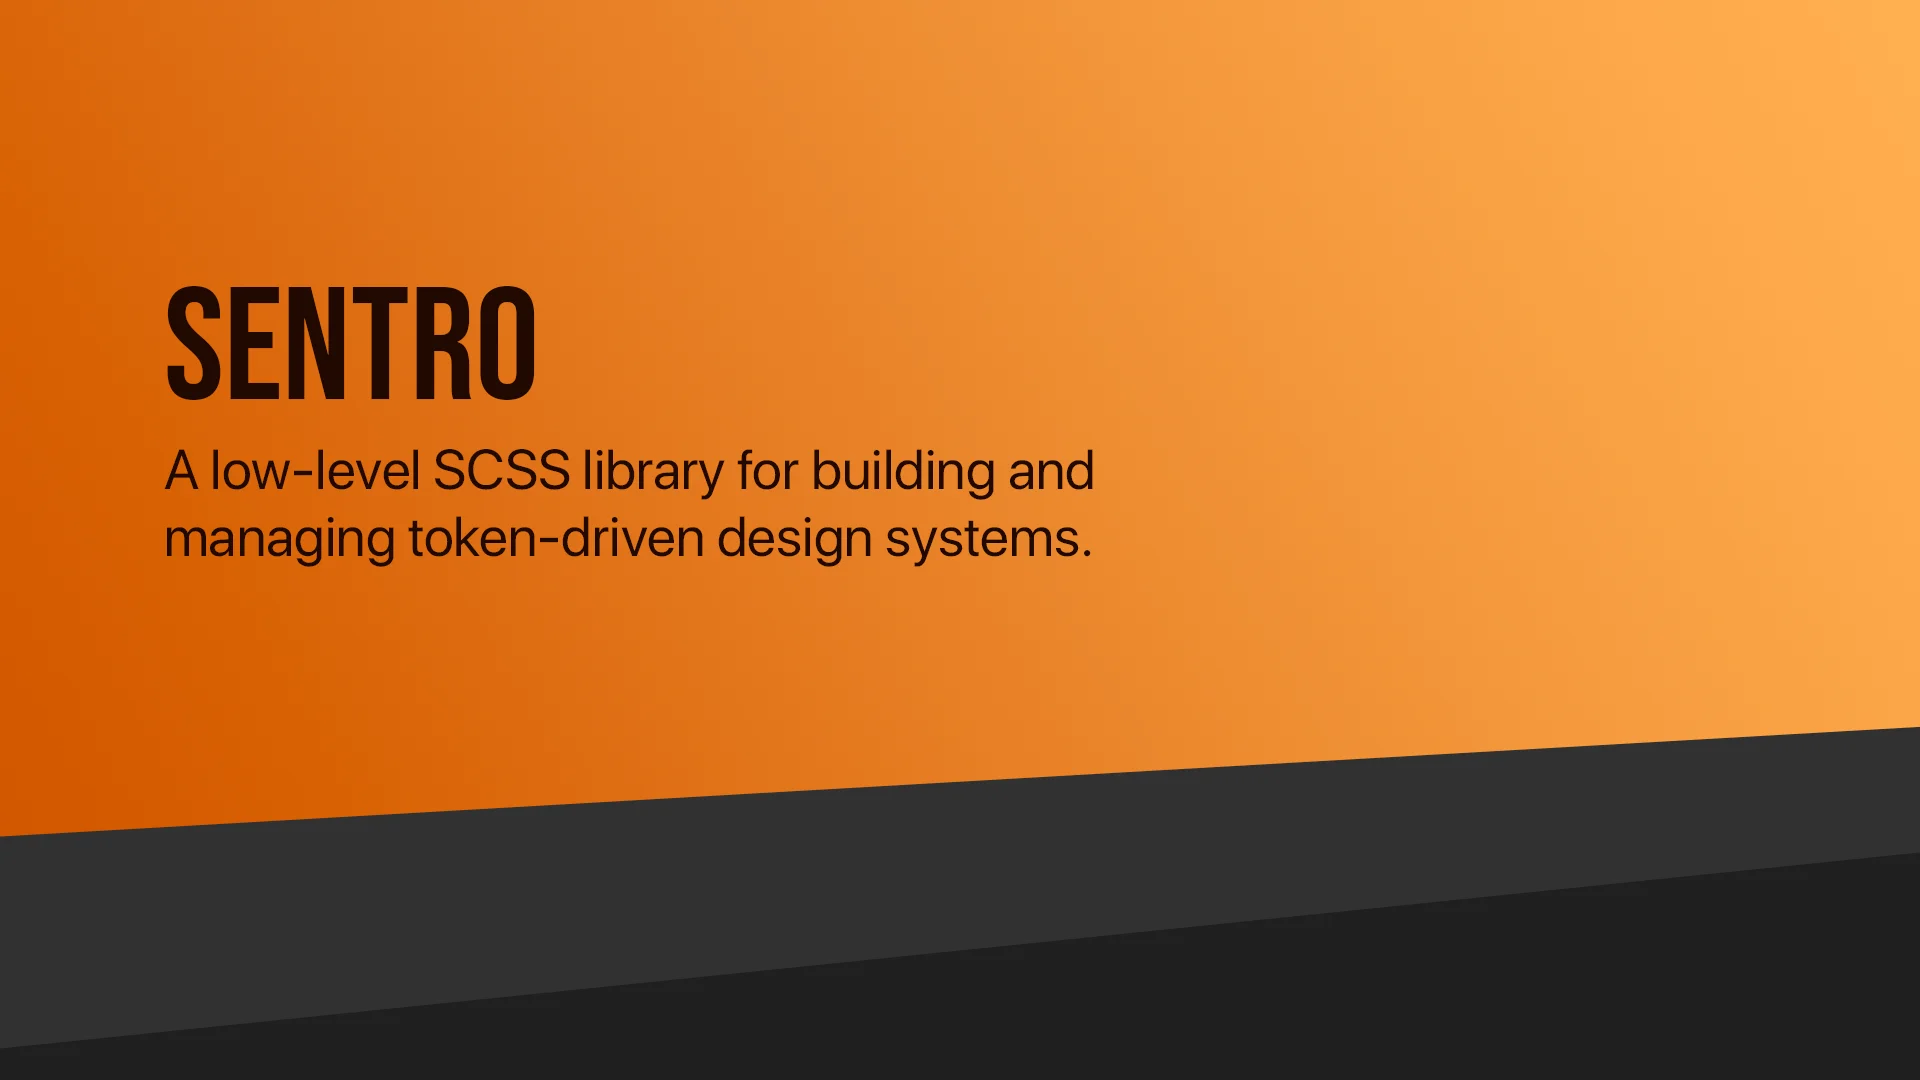 SENTRO
A low-level SCSS library for building and
managing token-driven design systems.